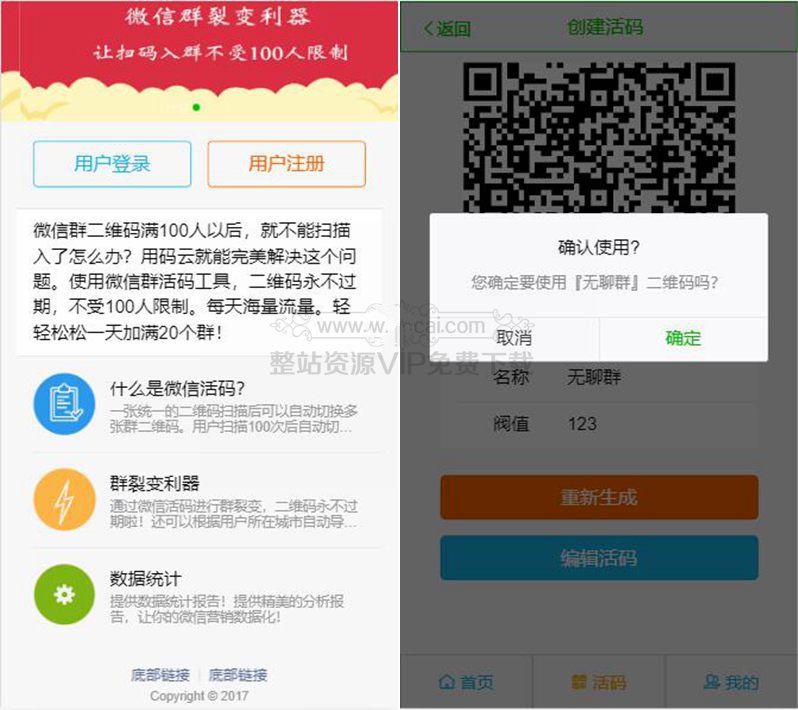 微信群裂变利器
让扫码入群不受100人限制
用户登录
用户注册
微信群二维码满100人以后，就不能扫描
入了怎么办？用码云就能完美解决这个问
题。使用微信群活码工具，二维码永不过
期，不受100人限制。每天海量流量。轻
轻松松一天加满20个群！
什么是微信活码？
一张统一的二维码扫描后可以自动切换多
张群二维码。用户扫描100次后自动切...
群裂变利器
通过微信活码进行群裂变，二维码永不过
期啦！还可以根据用户所在城市自动导...
数据统计
提供数据统计报告！提供精美的分析报
告，让你的微信营销数据化！
底部链接
底部链接
Copyright © 2017
返回
创建活码
确认使用？
您确定要使用『无聊群』二维码吗？
取消
确定
名称 无聊群
阀值 123
重新生成
编辑活码
首页
活码
我的
整站资源VIP免费下载